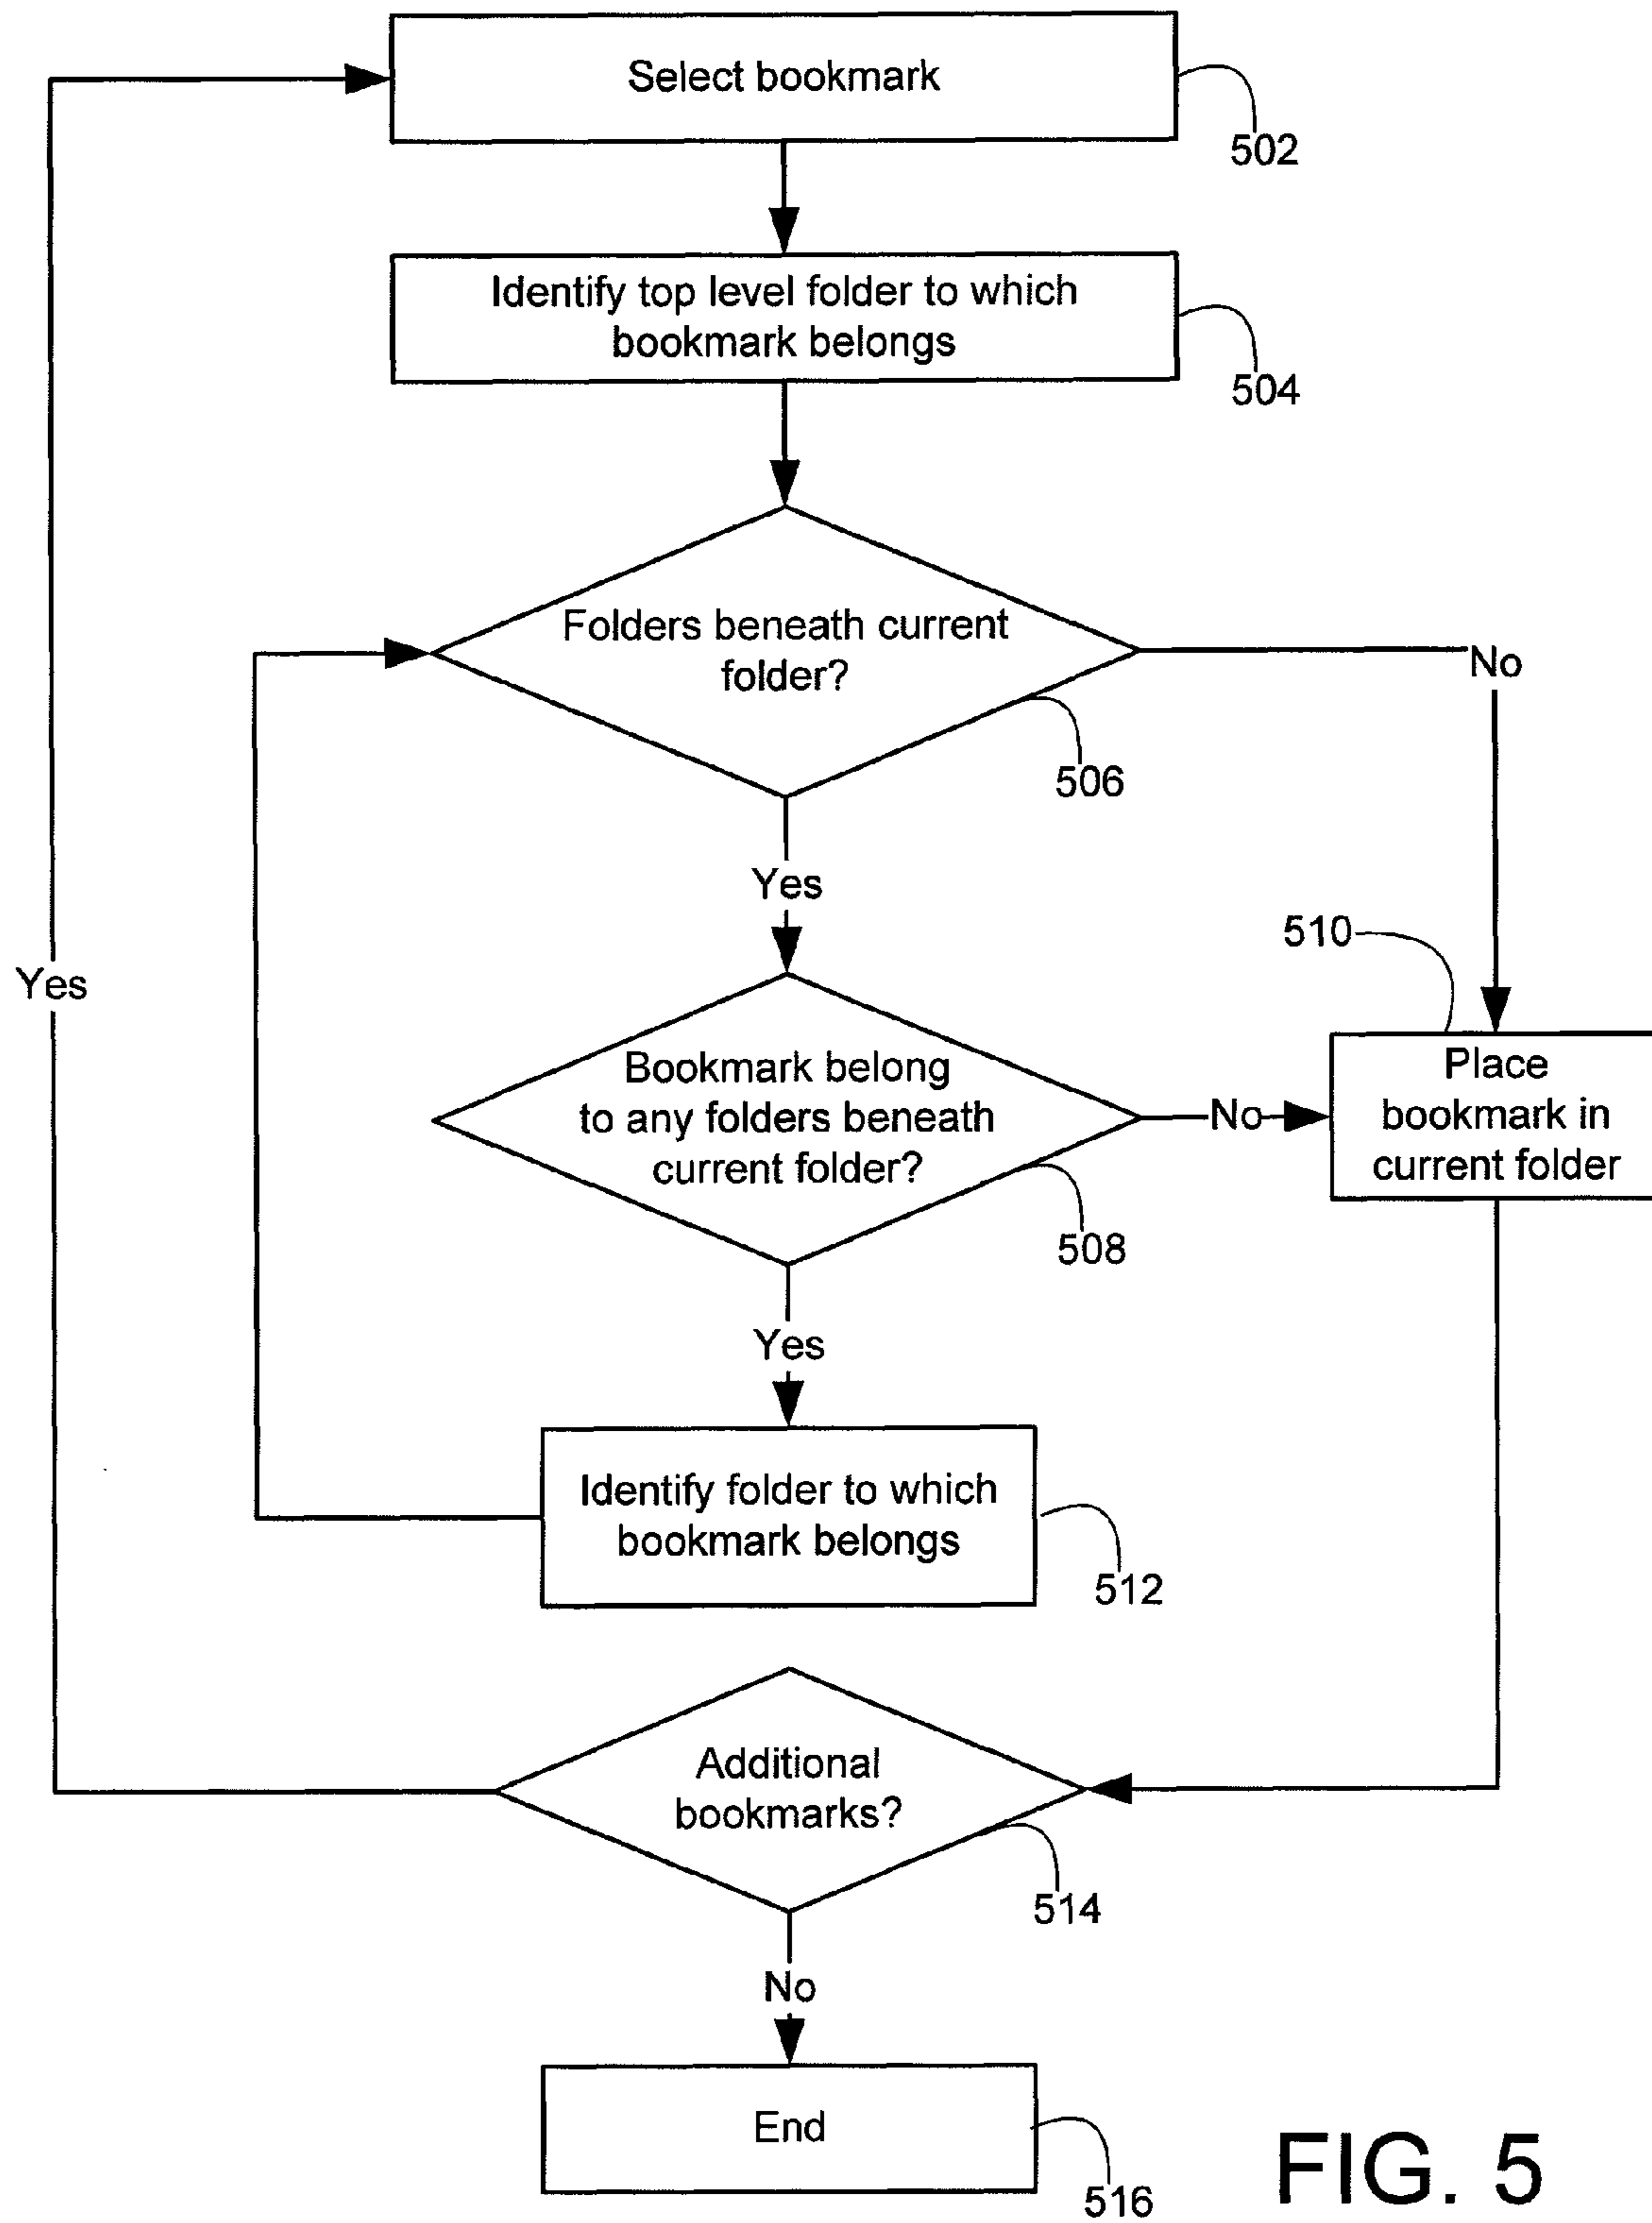 Select bookmark
502
Identify top level folder to which
bookmark belongs
504
Folders beneath current
folder?
No
506
Yes
510
Yes
Place
bookmark in
current folder
Bookmark belong
to any folders beneath
current folder?
No
508
Yes
Identify folder to which
bookmark belongs
512
Additional
bookmarks?
514
No
End
516
FIG. 5